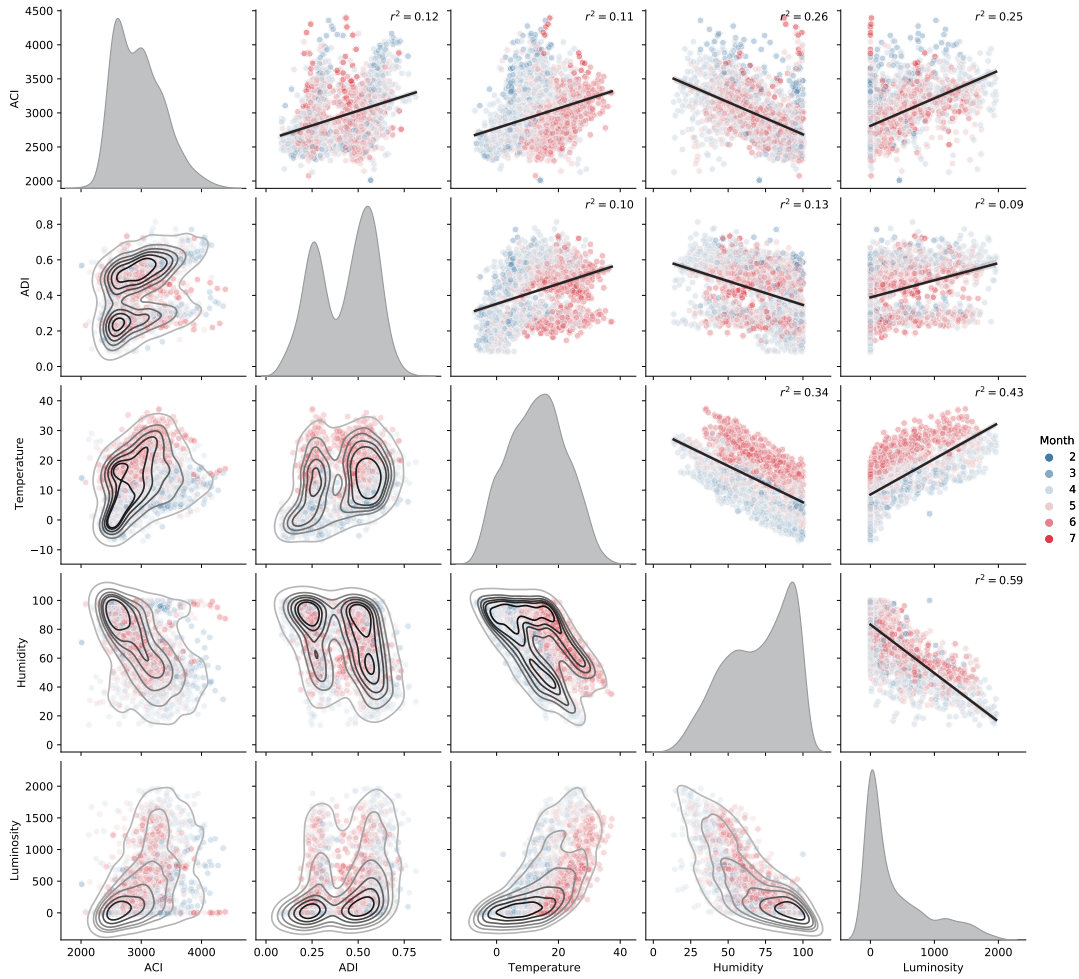 4500
4000
3500
3000
2500
2000
ACI
r² = 0.12
r² = 0.11
r² = 0.26
r² = 0.25
0.8
0.6
0.4
0.2
0.0
ADI
r² = 0.10
r² = 0.13
r² = 0.09
40
30
20
10
0
−10
Temperature
r² = 0.34
r² = 0.43
Month
2
3
4
5
6
7
100
80
60
40
20
0
Humidity
r² = 0.59
2000
1500
1000
500
0
Luminosity
2000 3000 4000
0.00 0.25 0.50 0.75
0 20 40
0 25 50 75 100
0 1000 2000
ACI
ADI
Temperature
Humidity
Luminosity